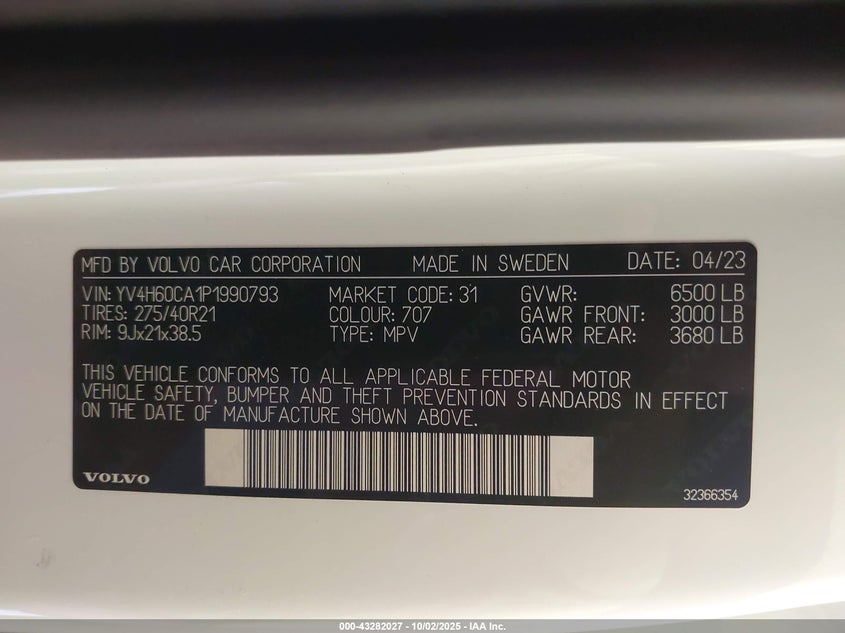 MFD BY VOLVO CAR CORPORATION MADE IN SWEDEN DATE: 04/23
VIN: YV4H60CA1P1990793 MARKET CODE: 31 GVWR: 6500 LB
TIRES: 275/40R21 COLOUR: 707 GAWR FRONT: 3000 LB
RIM: 9Jx21x38.5 TYPE: MPV GAWR REAR: 3680 LB
THIS VEHICLE CONFORMS TO ALL APPLICABLE FEDERAL MOTOR
VEHICLE SAFETY, BUMPER AND THEFT PREVENTION STANDARDS IN EFFECT
ON THE DATE OF MANUFACTURE SHOWN ABOVE.
VOLVO 32366354
000-43282027 - 10/02/2025 - IAA Inc.